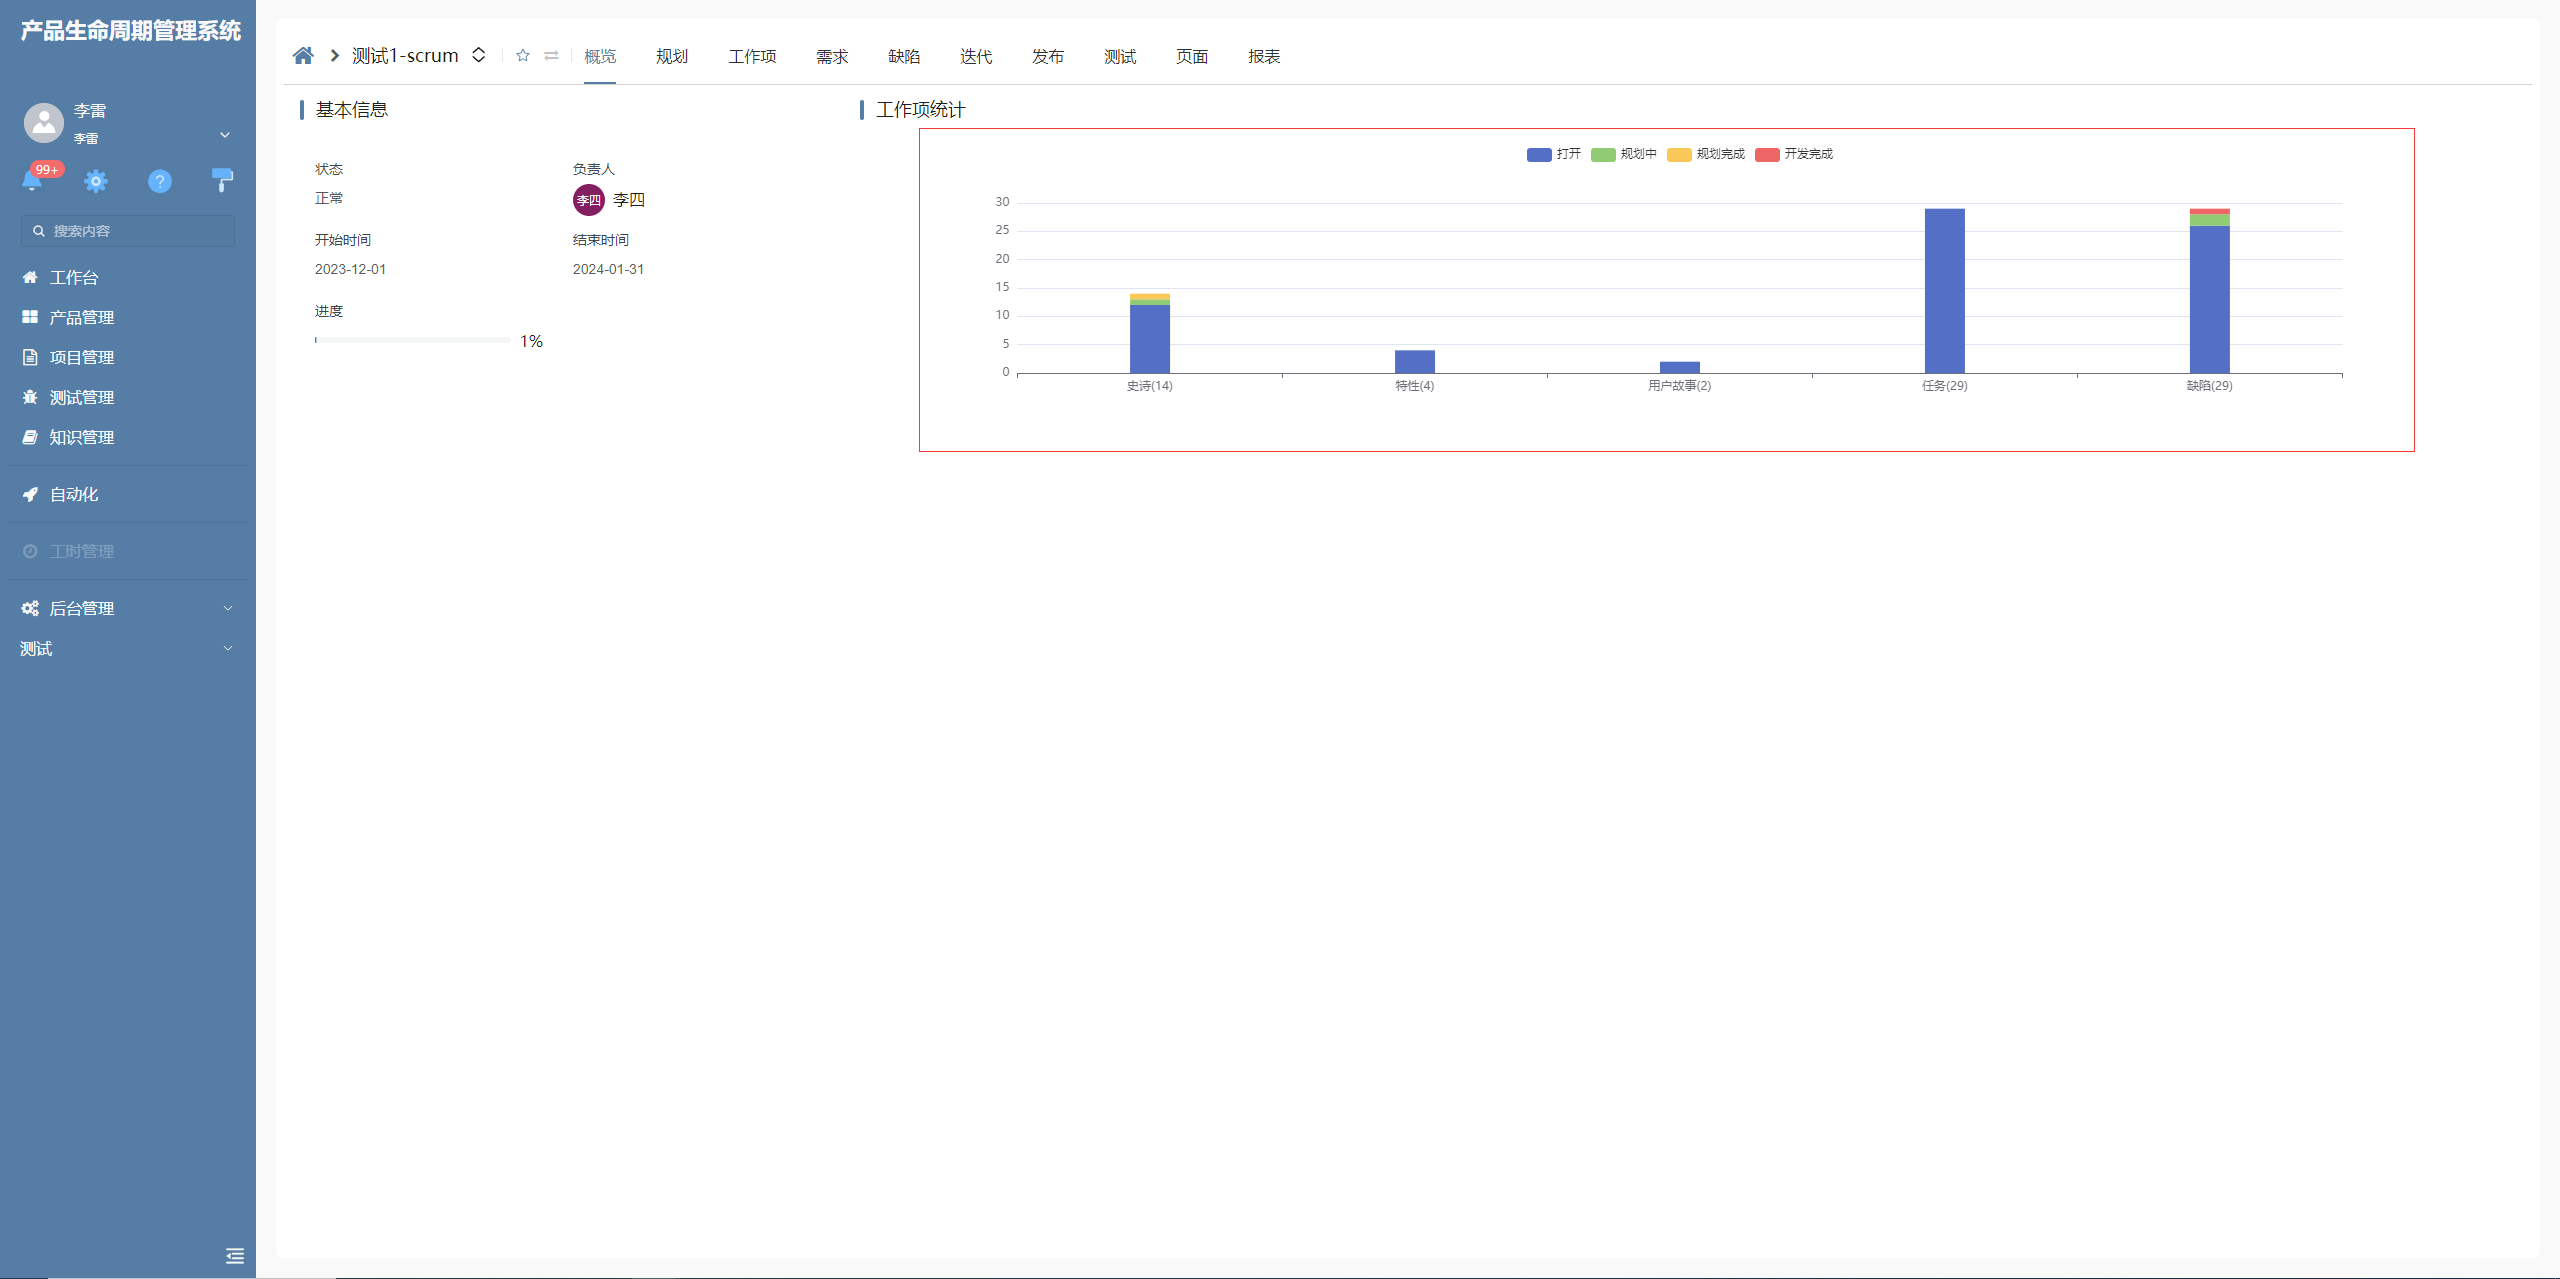 产品生命周期管理系统
李雷
李雷
99+
搜索内容
工作台
产品管理
项目管理
测试管理
知识管理
自动化
工时管理
后台管理
测试
测试1-scrum
概览 规划 工作项 需求 缺陷 迭代 发布 测试 页面 报表
基本信息
状态 负责人
正常 李四 李四
开始时间 结束时间
2023-12-01 2024-01-31
进度
1%
工作项统计
打开 规划中 规划完成 开发完成
30
25
20
15
10
5
0
史诗(14) 特性(4) 用户故事(2) 任务(29) 缺陷(29)